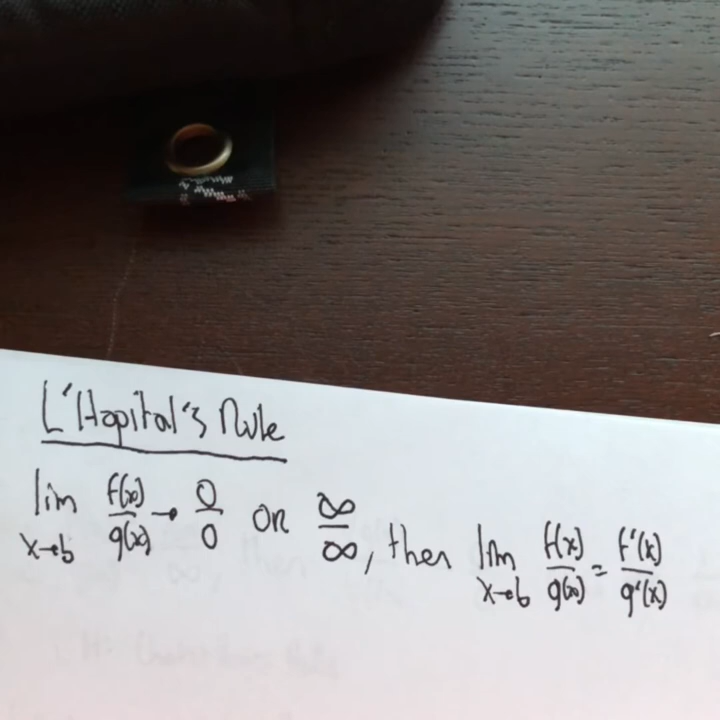 L'Hopital's Rule
lim x→b f(x)/g(x) → 0/0 or ∞/∞, then lim x→b f(x)/g(x) = f'(x)/g'(x)